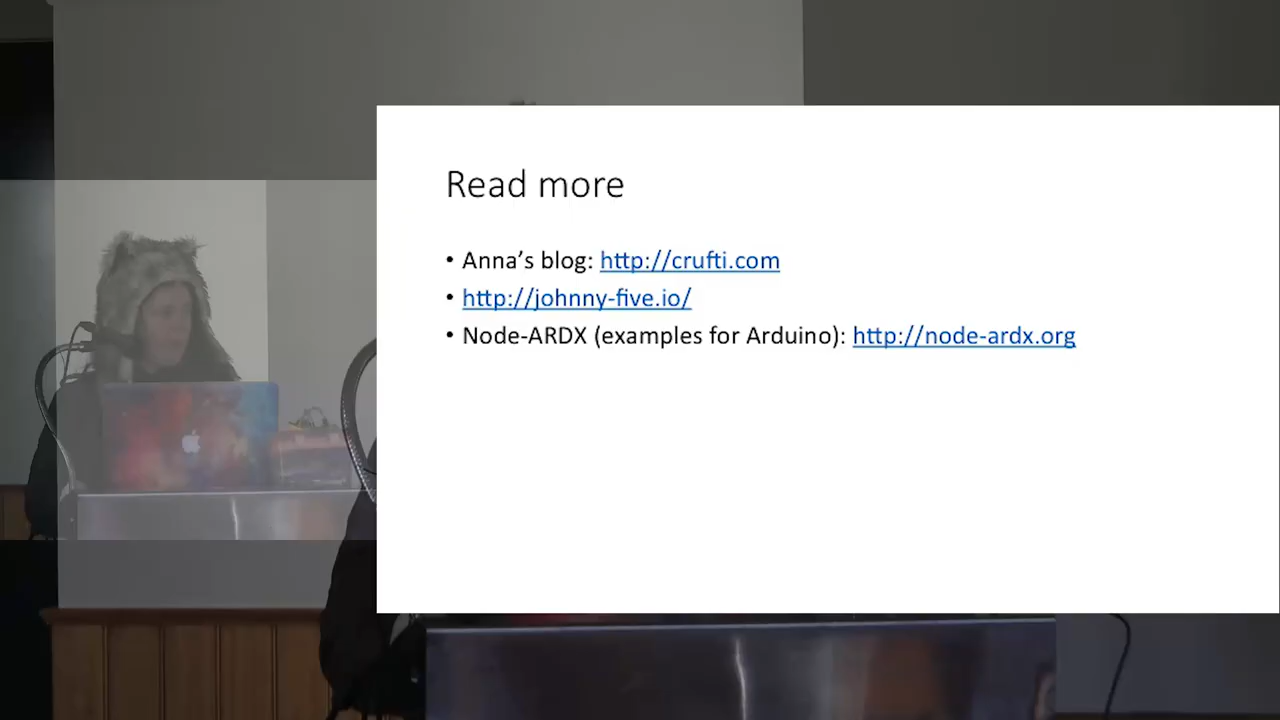 Read more
• Anna’s blog: http://crufti.com
• http://johnny-five.io/
• Node-ARDX (examples for Arduino): http://node-ardx.org